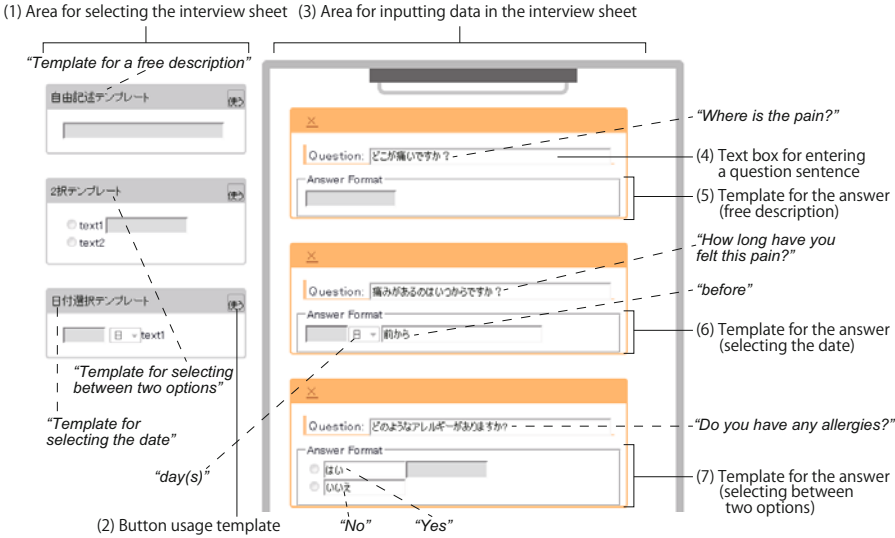 (1) Area for selecting the interview sheet
(3) Area for inputting data in the interview sheet
“Template for a free description”
自由記述テンプレート
使う
2択テンプレート
使う
text1
text2
日付選択テンプレート
使う
日
text1
“Template for selecting
between two options”
“Template for
selecting the date”
“day(s)”
(2) Button usage template
×
Question: どこが痛いですか？
Answer Format
“Where is the pain?”
(4) Text box for entering
a question sentence
(5) Template for the answer
(free description)
×
Question: 痛みがあるのはいつからですか？
Answer Format
日
前から
“How long have you
felt this pain?”
“before”
(6) Template for the answer
(selecting the date)
×
Question: どのようなアレルギーがありますか?
Answer Format
はい
いいえ
“Do you have any allergies?”
(7) Template for the answer
(selecting between
two options)
“No”
“Yes”